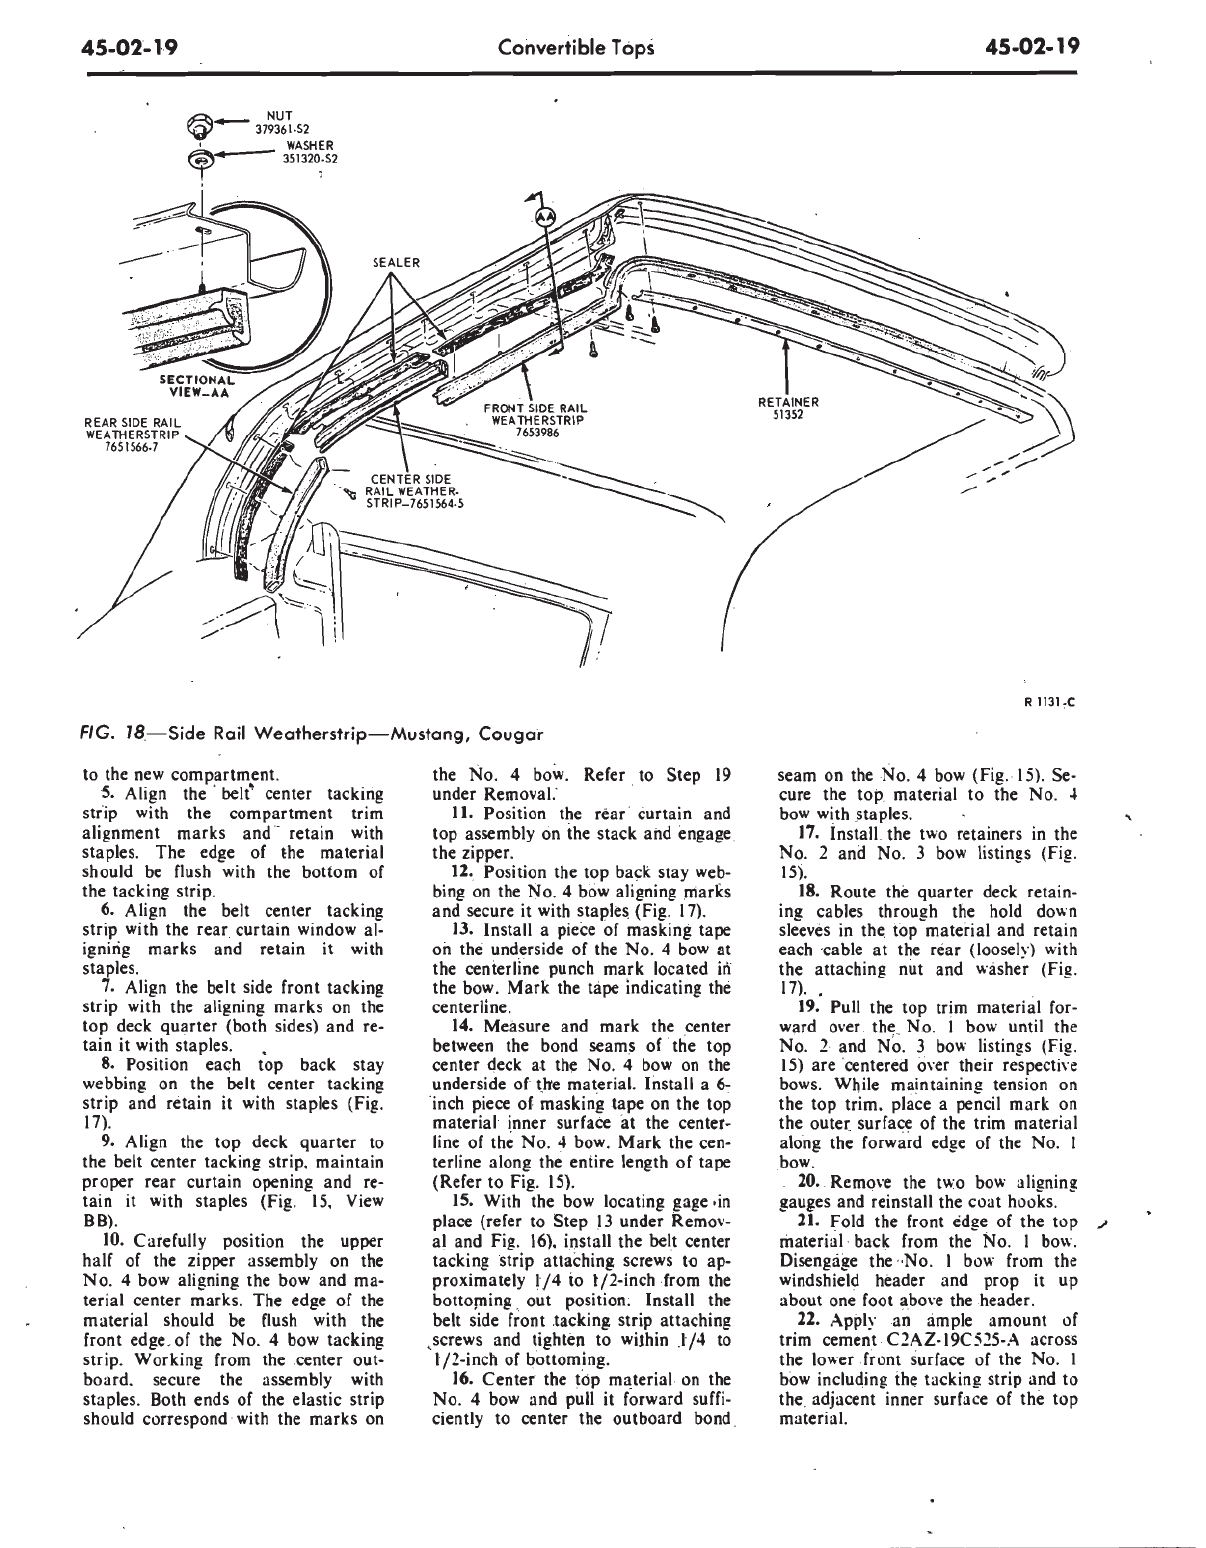 45-02-19 Convertible Tops 45-02-19
NUT
379361-S2
WASHER
351320-S2
AA
SEALER
SECTIONAL
VIEW-AA
REAR SIDE RAIL
WEATHERSTRIP
7651566-7
FRONT SIDE RAIL
WEATHERSTRIP
7653986
RETAINER
51352
CENTER SIDE
RAIL WEATHER-
STRIP-7651564-5
R 1131-C
FIG. 18—Side Rail Weatherstrip—Mustang, Cougar
to the new compartment.
5. Align the belt center tacking
strip with the compartment trim
alignment marks and retain with
staples. The edge of the material
should be flush with the bottom of
the tacking strip.
6. Align the belt center tacking
strip with the rear curtain window al-
igning marks and retain it with
staples.
7. Align the belt side front tacking
strip with the aligning marks on the
top deck quarter (both sides) and re-
tain it with staples.
8. Position each top back stay
webbing on the belt center tacking
strip and retain it with staples (Fig.
17).
9. Align the top deck quarter to
the belt center tacking strip, maintain
proper rear curtain opening and re-
tain it with staples (Fig. 15, View
BB).
10. Carefully position the upper
half of the zipper assembly on the
No. 4 bow aligning the bow and ma-
terial center marks. The edge of the
material should be flush with the
front edge of the No. 4 bow tacking
strip. Working from the center out-
board, secure the assembly with
staples. Both ends of the elastic strip
should correspond with the marks on
the No. 4 bow. Refer to Step 19
under Removal.
11. Position the rear curtain and
top assembly on the stack and engage
the zipper.
12. Position the top back stay web-
bing on the No. 4 bow aligning marks
and secure it with staples (Fig. 17).
13. Install a piece of masking tape
on the underside of the No. 4 bow at
the centerline punch mark located in
the bow. Mark the tape indicating the
centerline.
14. Measure and mark the center
between the bond seams of the top
center deck at the No. 4 bow on the
underside of the material. Install a 6-
inch piece of masking tape on the top
material inner surface at the center-
line of the No. 4 bow. Mark the cen-
terline along the entire length of tape
(Refer to Fig. 15).
15. With the bow locating gage in
place (refer to Step 13 under Remov-
al and Fig. 16), install the belt center
tacking strip attaching screws to ap-
proximately 1/4 to 1/2-inch from the
bottoming out position. Install the
belt side front tacking strip attaching
screws and tighten to within 1/4 to
1/2-inch of bottoming.
16. Center the top material on the
No. 4 bow and pull it forward suffi-
ciently to center the outboard bond
seam on the No. 4 bow (Fig. 15). Se-
cure the top material to the No. 4
bow with staples.
17. Install the two retainers in the
No. 2 and No. 3 bow listings (Fig.
15).
18. Route the quarter deck retain-
ing cables through the hold down
sleeves in the top material and retain
each cable at the rear (loosely) with
the attaching nut and washer (Fig.
17).
19. Pull the top trim material for-
ward over the No. 1 bow until the
No. 2 and No. 3 bow listings (Fig.
15) are centered over their respective
bows. While maintaining tension on
the top trim, place a pencil mark on
the outer surface of the trim material
along the forward edge of the No. 1
bow.
20. Remove the two bow aligning
gauges and reinstall the coat hooks.
21. Fold the front edge of the top
material back from the No. 1 bow.
Disengage the No. 1 bow from the
windshield header and prop it up
about one foot above the header.
22. Apply an ample amount of
trim cement C2AZ-19C525-A across
the lower front surface of the No. 1
bow including the tacking strip and to
the adjacent inner surface of the top
material.